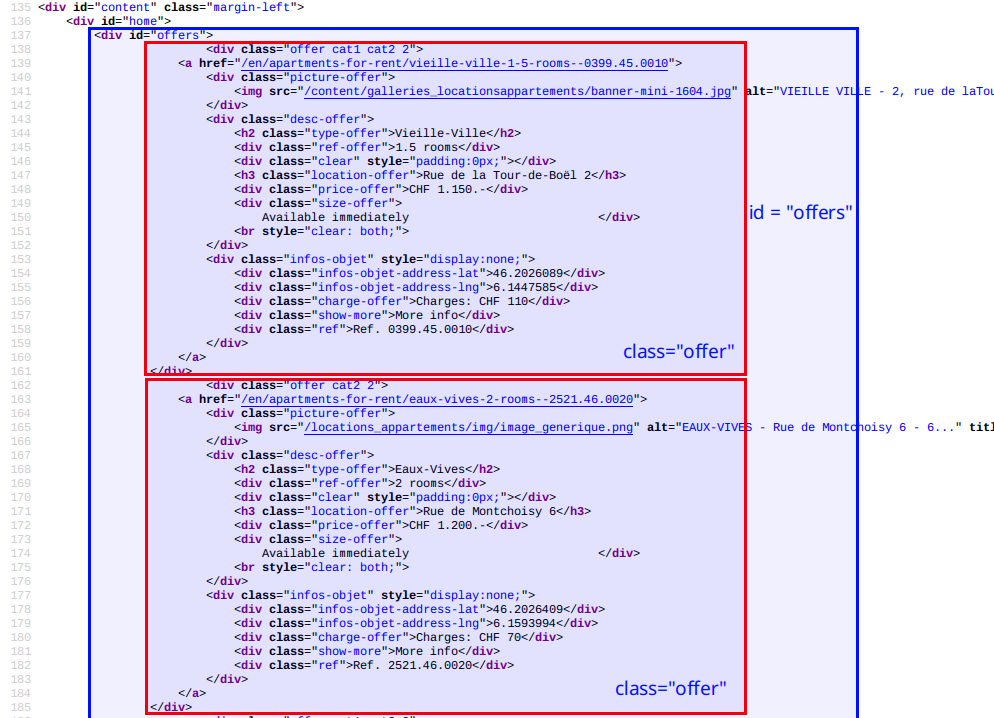 135 <div id="content" class="margin-left">
136 <div id="home">
137 <div id="offers">
138 <div class="offer cat1 cat2 2">
139 <a href="/en/apartments-for-rent/vieille-ville-1-5-rooms--0399.45.0010">
140 <div class="picture-offer">
141 <img src="/content/galleries_locationsappartements/banner-mini-1604.jpg" alt="VIEILLE VILLE - 2, rue de laTou
142 </div>
143 <div class="desc-offer">
144 <h2 class="type-offer">Vieille-Ville</h2>
145 <div class="ref-offer">1.5 rooms</div>
146 <div class="clear" style="padding:0px;"></div>
147 <h3 class="location-offer">Rue de la Tour-de-Boël 2</h3>
148 <div class="price-offer">CHF 1.150.-</div>
149 <div class="size-offer">
id = "offers"
150 Available immediately </div>
151 <br style="clear: both;">
152 </div>
153 <div class="infos-objet" style="display:none;">
154 <div class="infos-objet-address-lat">46.2026089</div>
155 <div class="infos-objet-address-lng">6.1447585</div>
156 <div class="charge-offer">Charges: CHF 110</div>
157 <div class="show-more">More info</div>
158 <div class="ref">Ref. 0399.45.0010</div>
159 </div>
class="offer"
160 </a>
161 </div>
162 <div class="offer cat2 2">
163 <a href="/en/apartments-for-rent/eaux-vives-2-rooms--2521.46.0020">
164 <div class="picture-offer">
165 <img src="/locations_appartements/img/image_generique.png" alt="EAUX-VIVES - Rue de Montchoisy 6 - 6..." titl
166 </div>
167 <div class="desc-offer">
168 <h2 class="type-offer">Eaux-Vives</h2>
169 <div class="ref-offer">2 rooms</div>
170 <div class="clear" style="padding:0px;"></div>
171 <h3 class="location-offer">Rue de Montchoisy 6</h3>
172 <div class="price-offer">CHF 1.200.-</div>
173 <div class="size-offer">
174 Available immediately </div>
175 <br style="clear: both;">
176 </div>
177 <div class="infos-objet" style="display:none;">
178 <div class="infos-objet-address-lat">46.2026409</div>
179 <div class="infos-objet-address-lng">6.1593994</div>
180 <div class="charge-offer">Charges: CHF 70</div>
181 <div class="show-more">More info</div>
182 <div class="ref">Ref. 2521.46.0020</div>
183 </div>
class="offer"
184 </a>
185 </div>